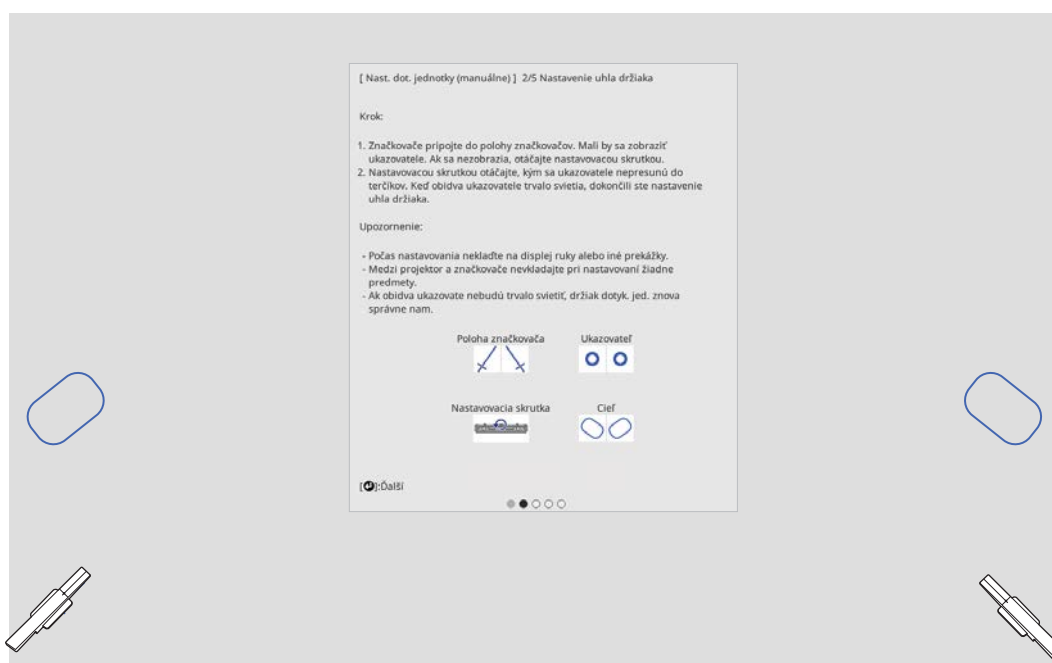 [ Nast. dot. jednotky (manuálne) ] 2/5 Nastavenie uhla držiaka
Krok:
1. Značkovače pripojte do polohy značkovačov. Mali by sa zobraziť
ukazovatele. Ak sa nezobrazia, otáčajte nastavovacou skrutkou.
2. Nastavovacou skrutkou otáčajte, kým sa ukazovatele nepresunú do
terčíkov. Keď obidva ukazovatele trvalo svietia, dokončili ste nastavenie
uhla držiaka.
Upozornenie:
- Počas nastavovania neklaďte na displej ruky alebo iné prekážky.
- Medzi projektor a značkovače nevkladajte pri nastavovaní žiadne
predmety.
- Ak obidva ukazovate nebudú trvalo svietiť, držiak dotyk. jed. znova
správne nam.
Poloha značkovača Ukazovateľ
Nastavovacia skrutka Cieľ
[ ]:Ďalší